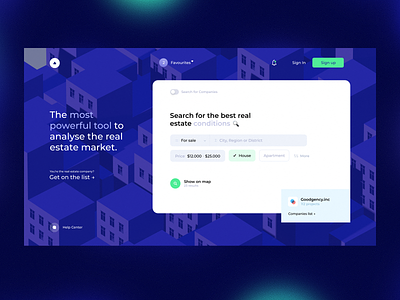 2 Favourites
Sign in
Sign up
Search for Companies
The most
powerful tool to
analyse the real
estate market.
You're the real estate company?
Get on the list +
Help Center
Search for the best real
estate conditions
For sale
City, Region or District
Price: $12.000 - $25.000
House
Apartment
Show on map
Goodgency.inc
Companies list